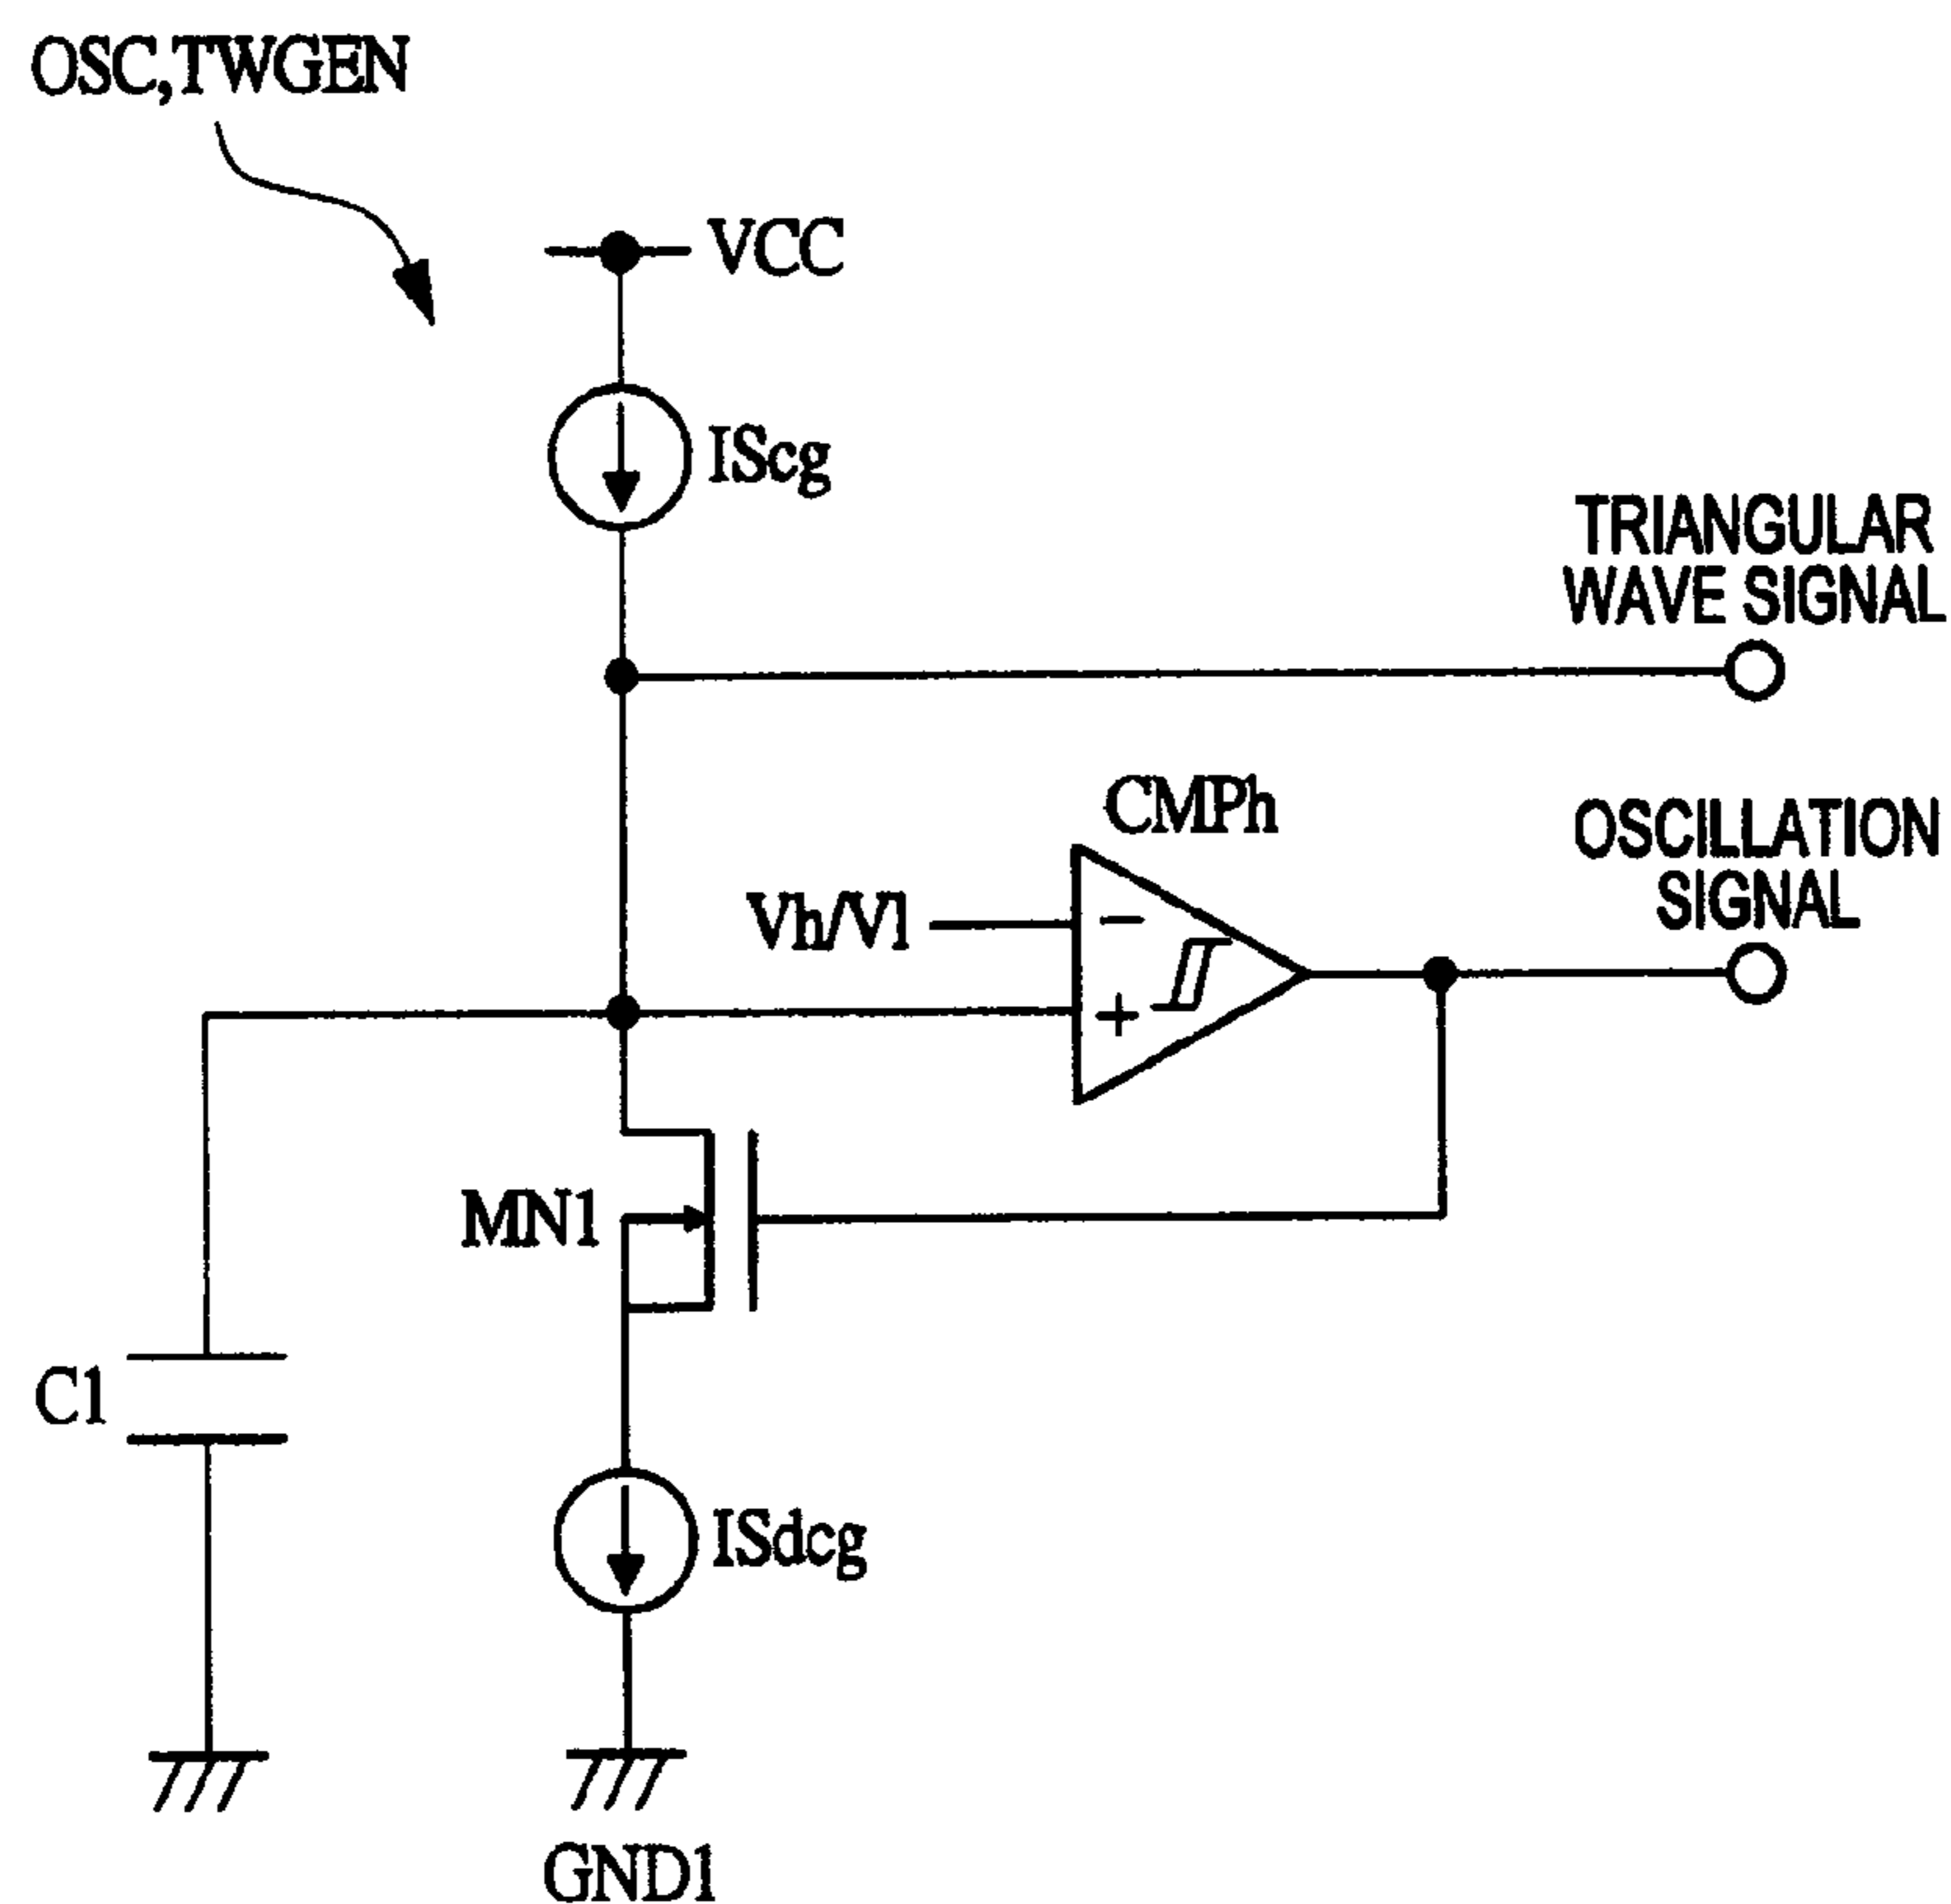 OSC,TWGEN
VCC
IScg
TRIANGULAR
WAVE SIGNAL
CMPh
OSCILLATION
SIGNAL
Vh/Vl
−
+
MN1
C1
ISdcg
GND1